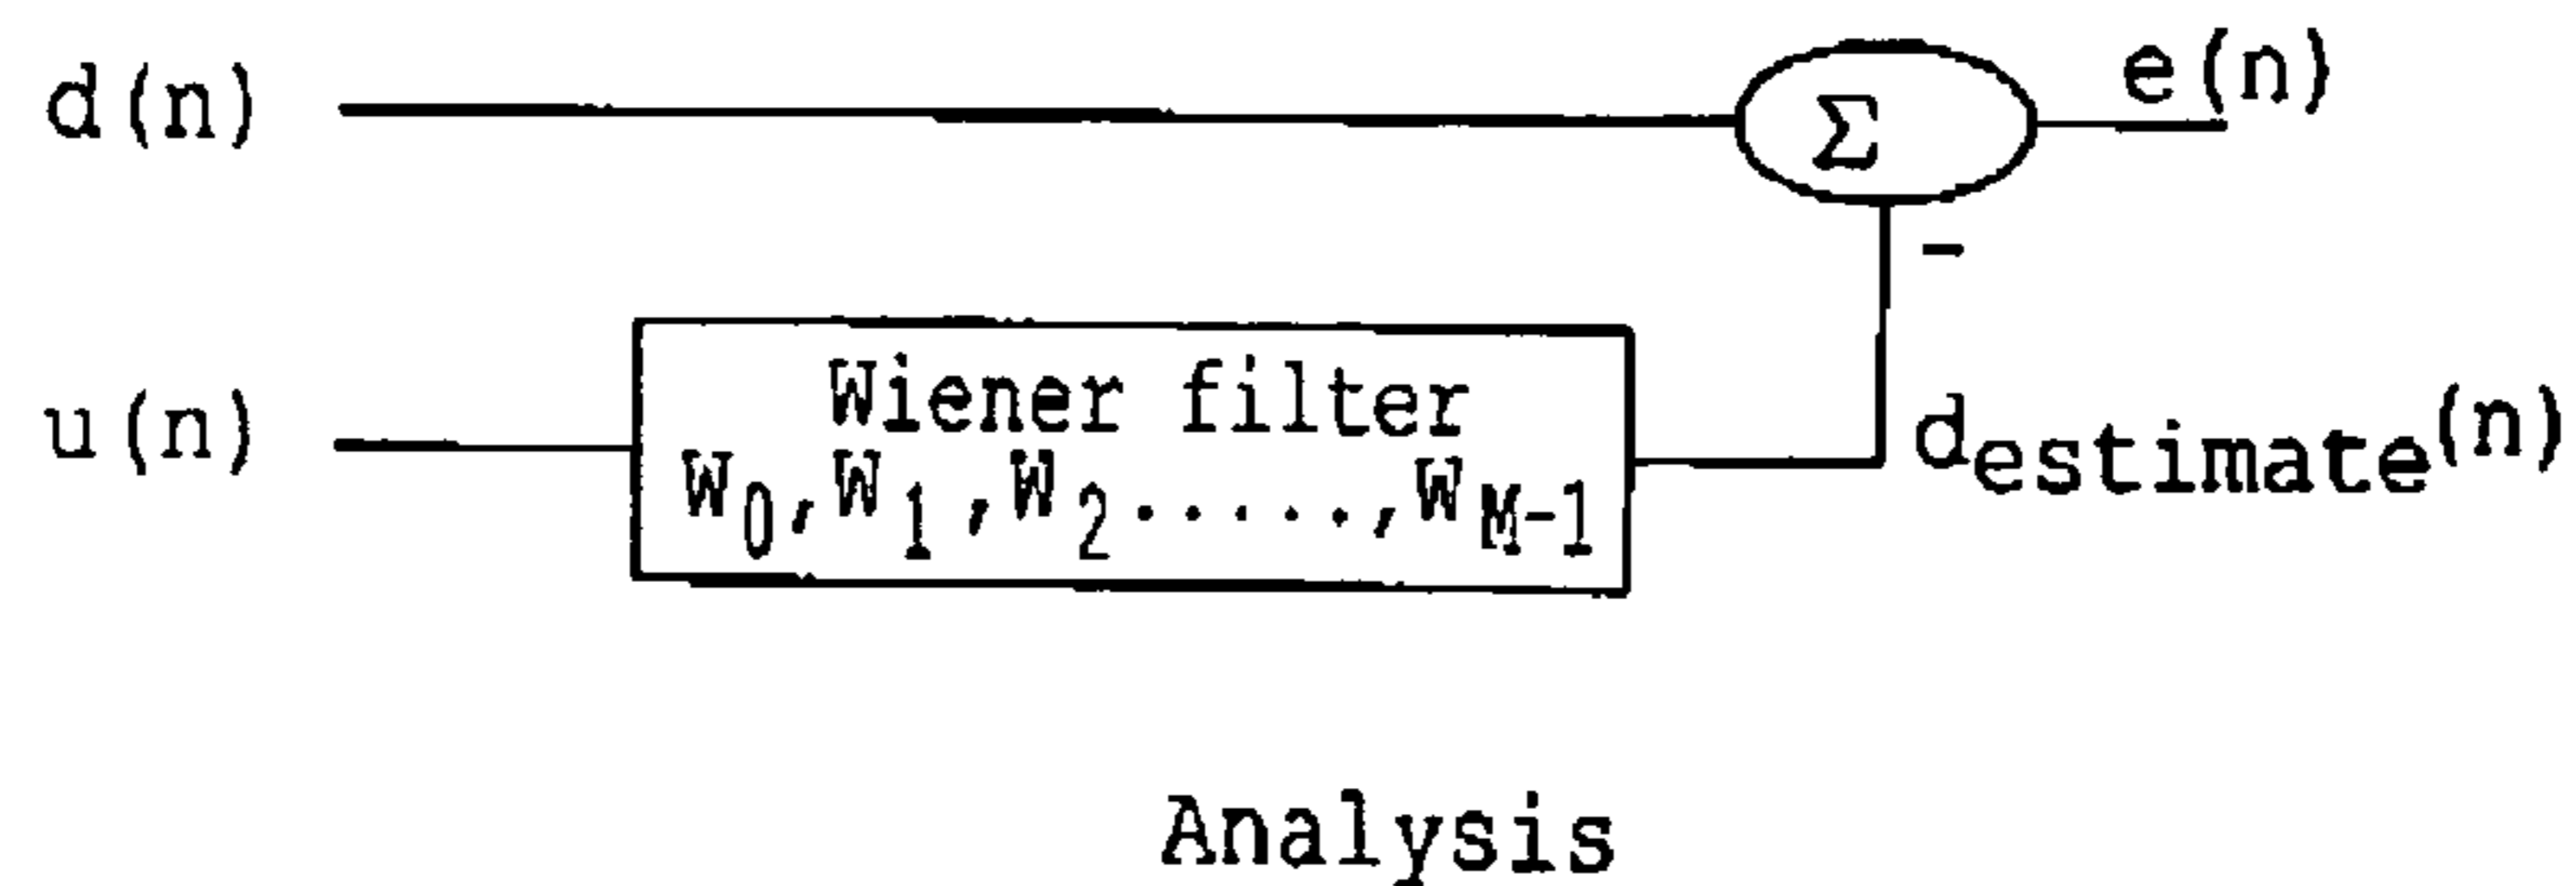 d(n)
Σ
e(n)
-
u(n)
Wiener filter
W0,W1,W2.....,WM-1
destimate(n)
Analysis